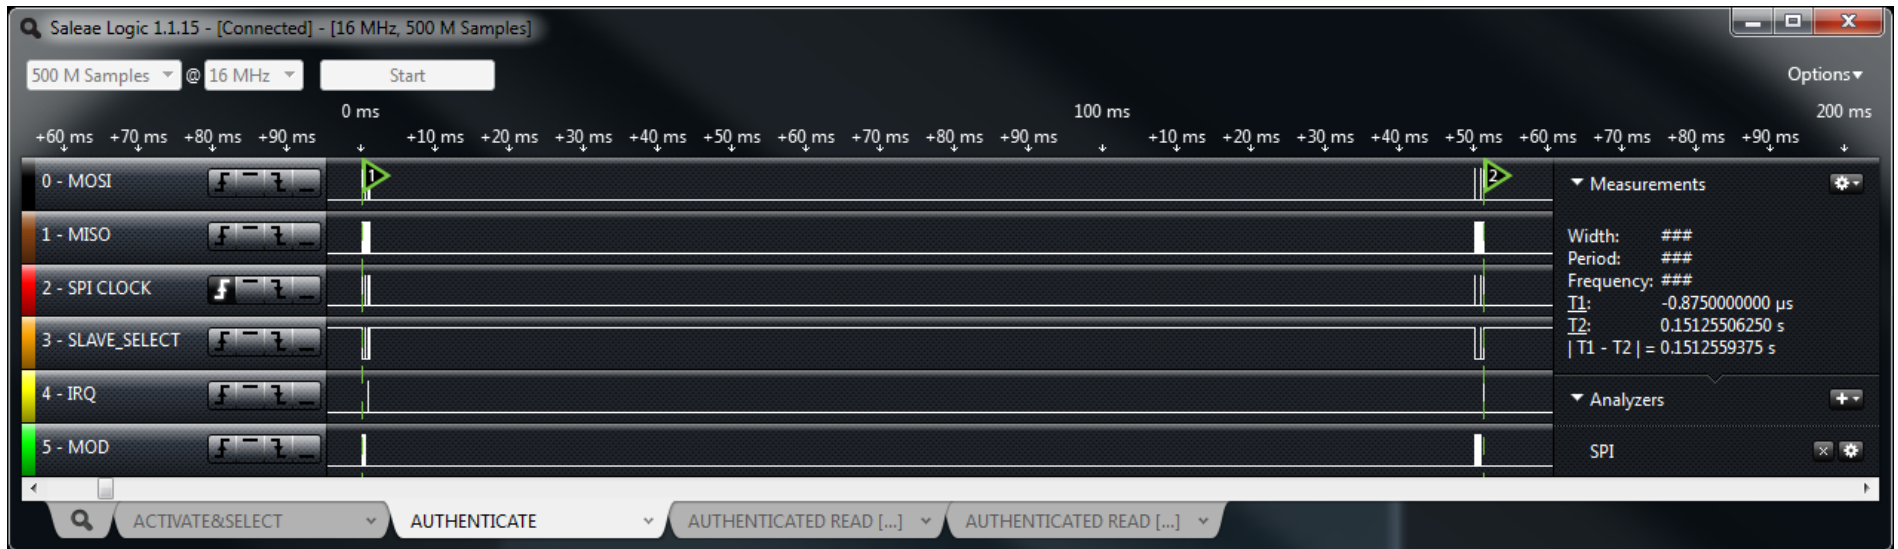 Saleae Logic 1.1.15 - [Connected] - [16 MHz, 500 M Samples]
500 M Samples @ 16 MHz Start Options
0 ms 100 ms 200 ms
+60 ms +70 ms +80 ms +90 ms +10 ms +20 ms +30 ms +40 ms +50 ms +60 ms +70 ms +80 ms +90 ms +10 ms +20 ms +30 ms +40 ms +50 ms +60 ms +70 ms +80 ms +90 ms
0 - MOSI
1
2
Measurements
1 - MISO
Width: ###
Period: ###
2 - SPI CLOCK
Frequency: ###
T1: -0.8750000000 µs
T2: 0.15125506250 s
3 - SLAVE_SELECT
| T1 - T2 | = 0.1512559375 s
4 - IRQ
Analyzers
5 - MOD
SPI
ACTIVATE&SELECT AUTHENTICATE AUTHENTICATED READ [...] AUTHENTICATED READ [...]